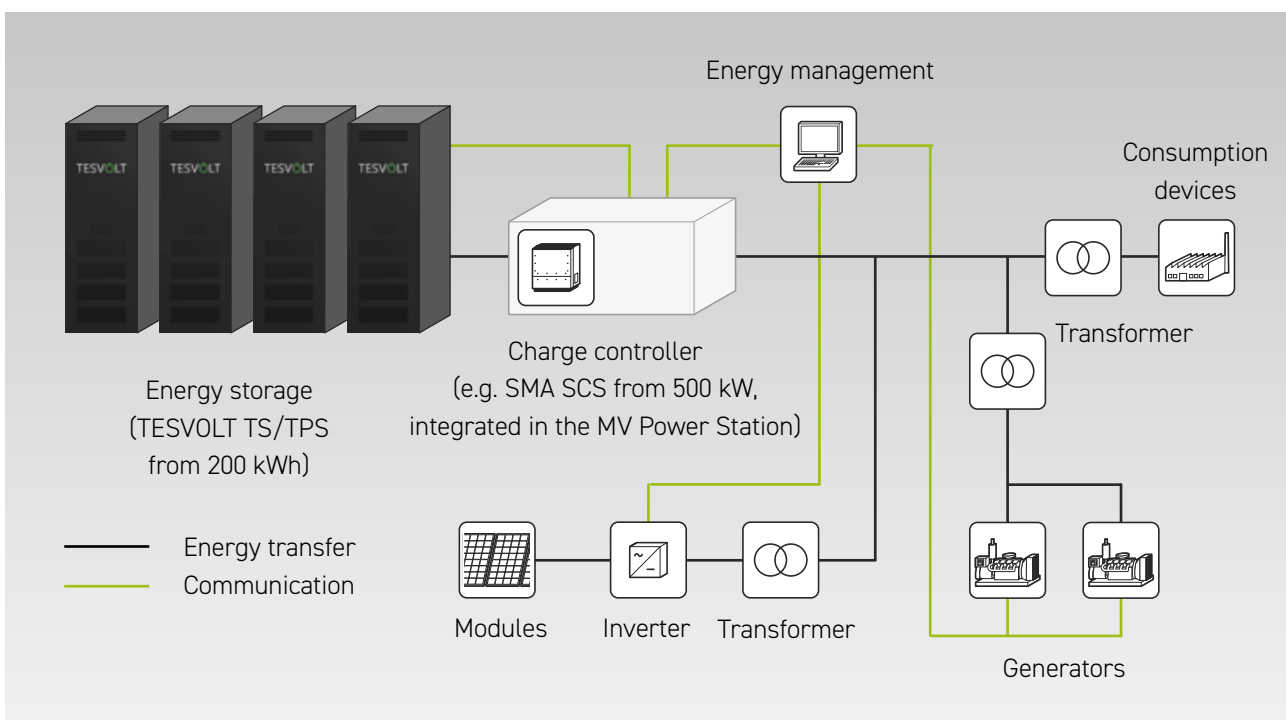 Energy management
Consumption
devices
TESVOLT TESVOLT TESVOLT TESVOLT
Transformer
Charge controller
(e.g. SMA SCS from 500 kW,
integrated in the MV Power Station)
Energy storage
(TESVOLT TS/TPS
from 200 kWh)
Energy transfer
Communication
Modules
Inverter
Transformer
Generators